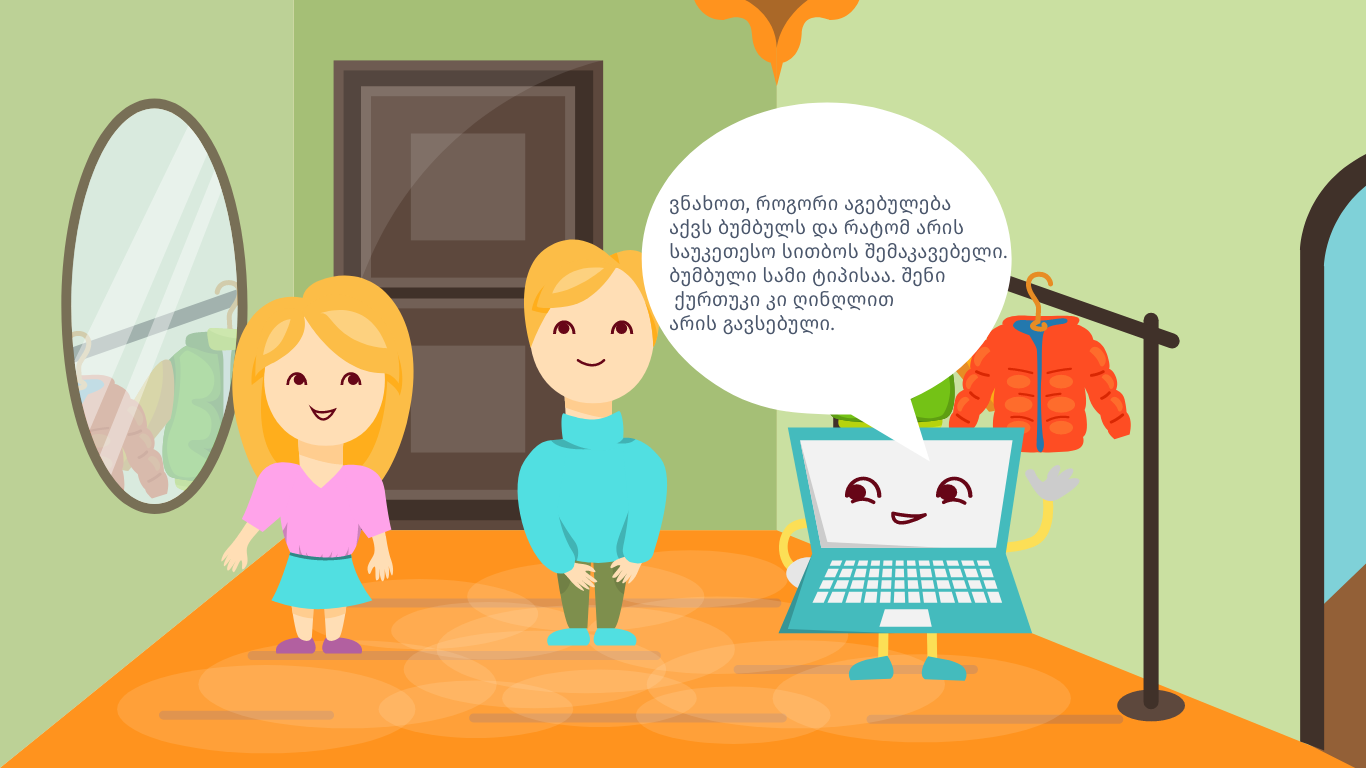 ვნახოთ, როგორი აგებულება
აქვს ბუმბულს და რატომ არის
საუკეთესო სითბოს შემაკავებელი.
ბუმბული სამი ტიპისაა. შენი
ქურთუკი კი ღინღლით
არის გავსებული.